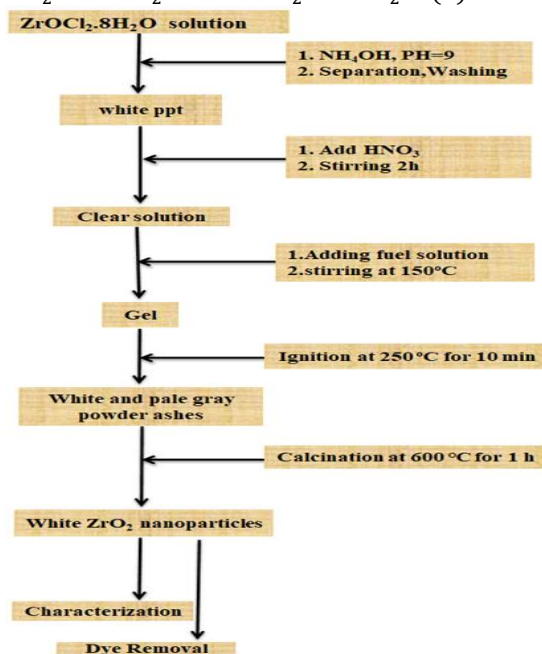 ZrOCl₂.8H₂O solution
1. NH₄OH, PH=9
2. Separation,Washing
white ppt
1. Add HNO₃
2. Stirring 2h
Clear solution
1.Adding fuel solution
2.stirring at 150°C
Gel
Ignition at 250°C for 10 min
White and pale gray
powder ashes
Calcination at 600 °C for 1 h
White ZrO₂ nanoparticles
Characterization
Dye Removal